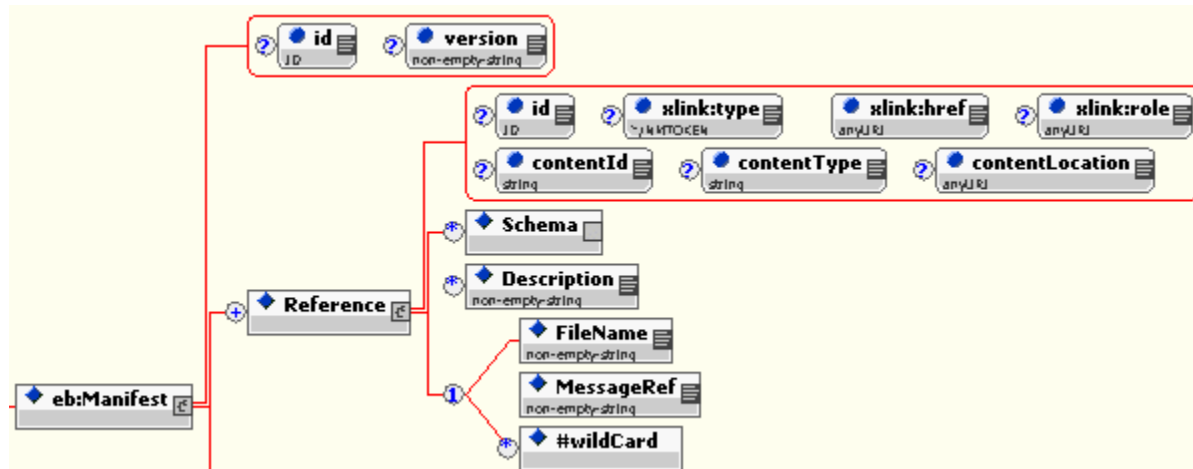 ? id ? version
ID non-empty-string
? id ? xlink:type xlink:href ? xlink:role
ID NMTOKEN anyURI anyURI
? contentId ? contentType ? contentLocation
string string anyURI
* Schema
* Description
non-empty-string
+ Reference
FileName
non-empty-string
1 MessageRef
non-empty-string
eb:Manifest
* #wildCard